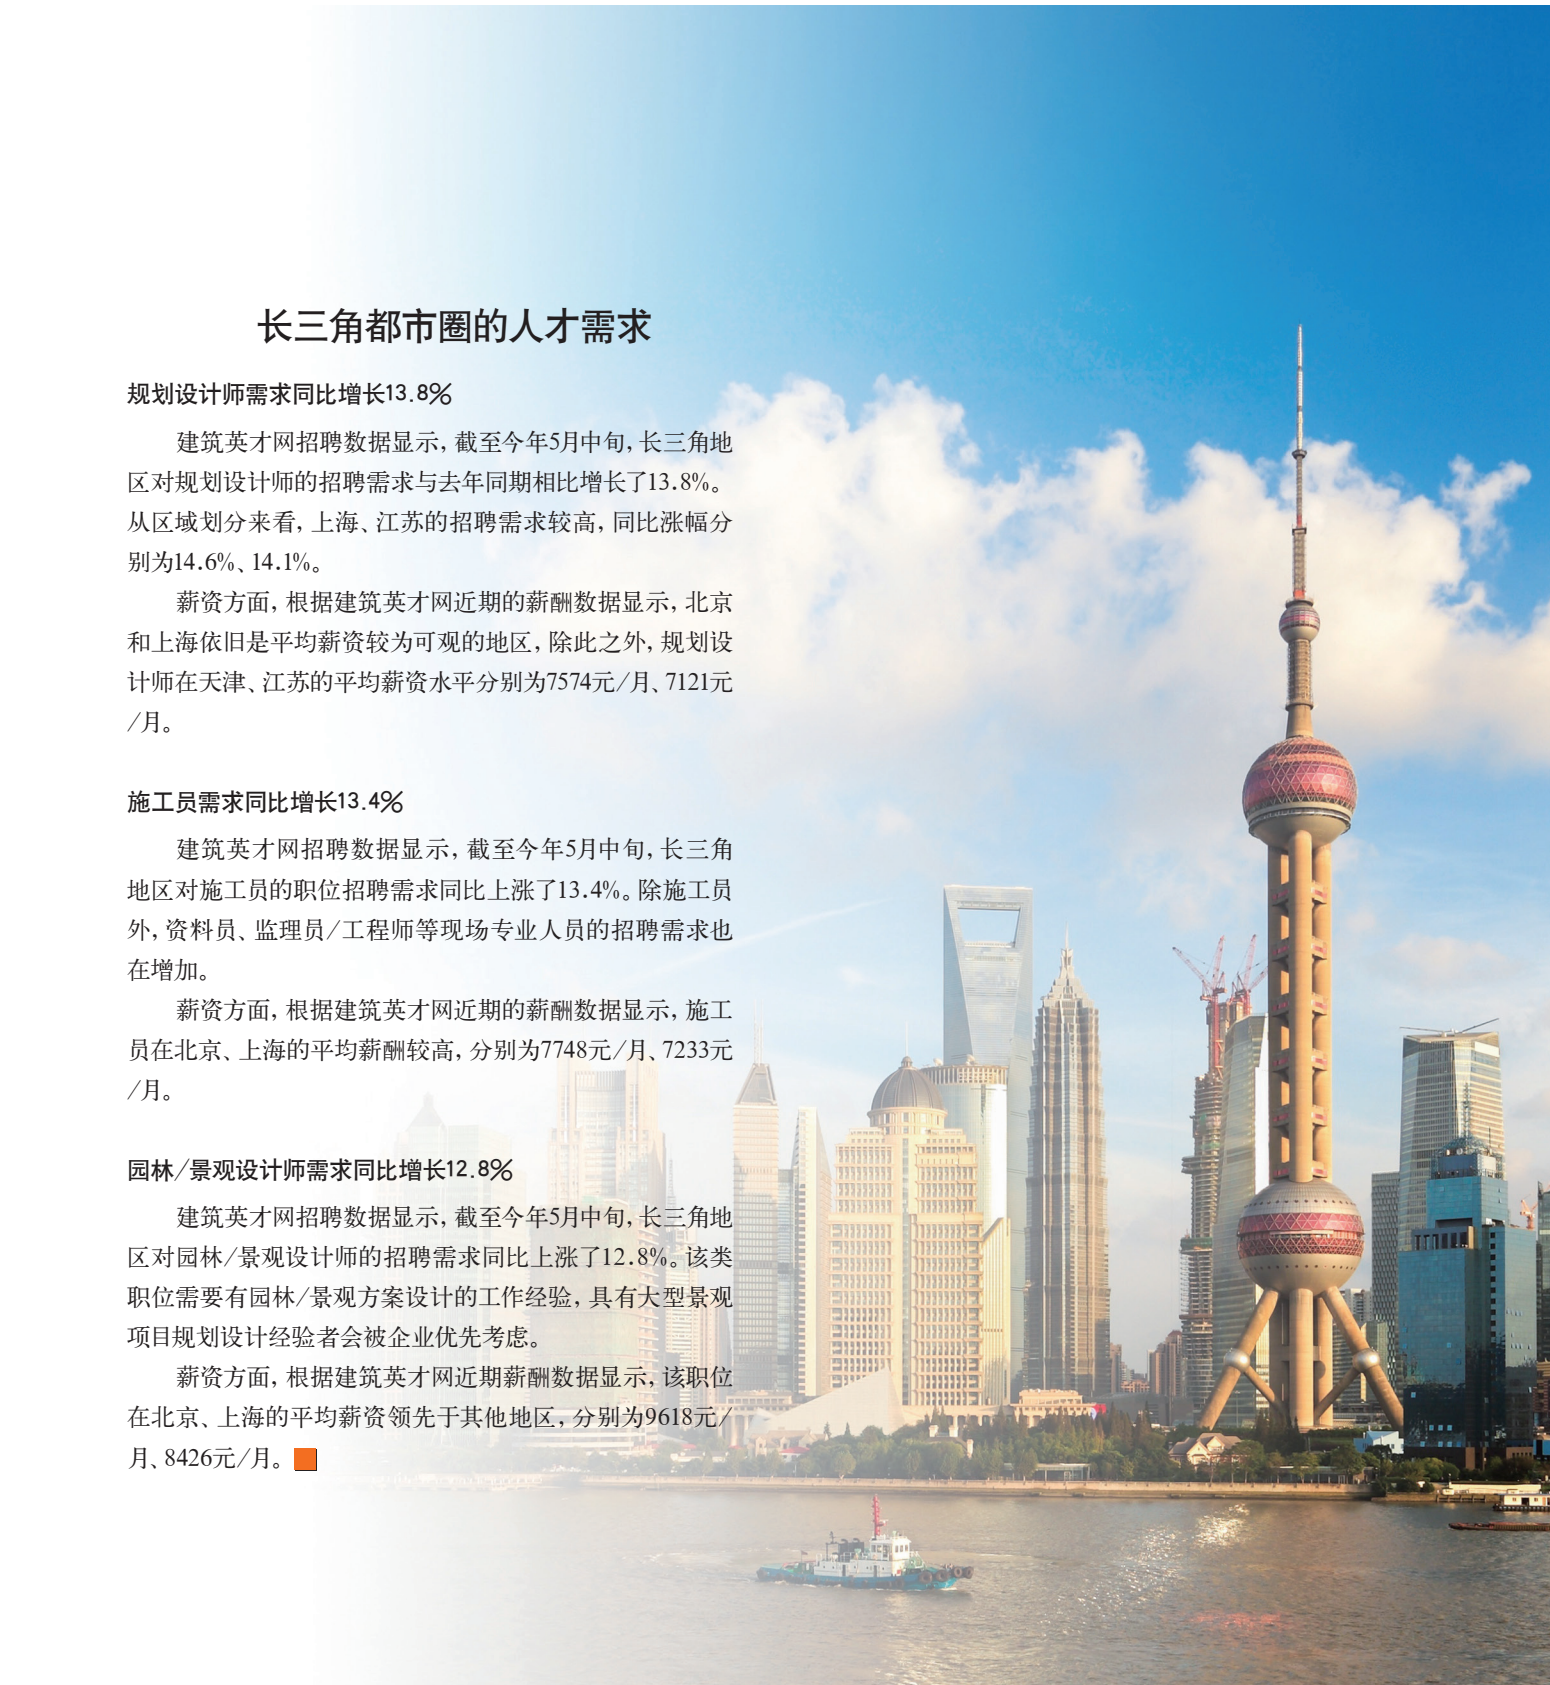 长三角都市圈的人才需求
规划设计师需求同比增长13.8%
建筑英才网招聘数据显示，截至今年5月中旬，长三角地
区对规划设计师的招聘需求与去年同期相比增长了13.8%。
从区域划分来看，上海、江苏的招聘需求较高，同比涨幅分
别为14.6%、14.1%。
薪资方面，根据建筑英才网近期的薪酬数据显示，北京
和上海依旧是平均薪资较为可观的地区，除此之外，规划设
计师在天津、江苏的平均薪资水平分别为7574元/月、7121元
/月。
施工员需求同比增长13.4%
建筑英才网招聘数据显示，截至今年5月中旬，长三角
地区对施工员的职位招聘需求同比上涨了13.4%。除施工员
外，资料员、监理员/工程师等现场专业人员的招聘需求也
在增加。
薪资方面，根据建筑英才网近期的薪酬数据显示，施工
员在北京、上海的平均薪酬较高，分别为7748元/月、7233元
/月。
园林/景观设计师需求同比增长12.8%
建筑英才网招聘数据显示，截至今年5月中旬，长三角地
区对园林/景观设计师的招聘需求同比上涨了12.8%。该类
职位需要有园林/景观方案设计的工作经验，具有大型景观
项目规划设计经验者会被企业优先考虑。
薪资方面，根据建筑英才网近期薪酬数据显示，该职位
在北京、上海的平均薪资领先于其他地区，分别为9618元/
月、8426元/月。